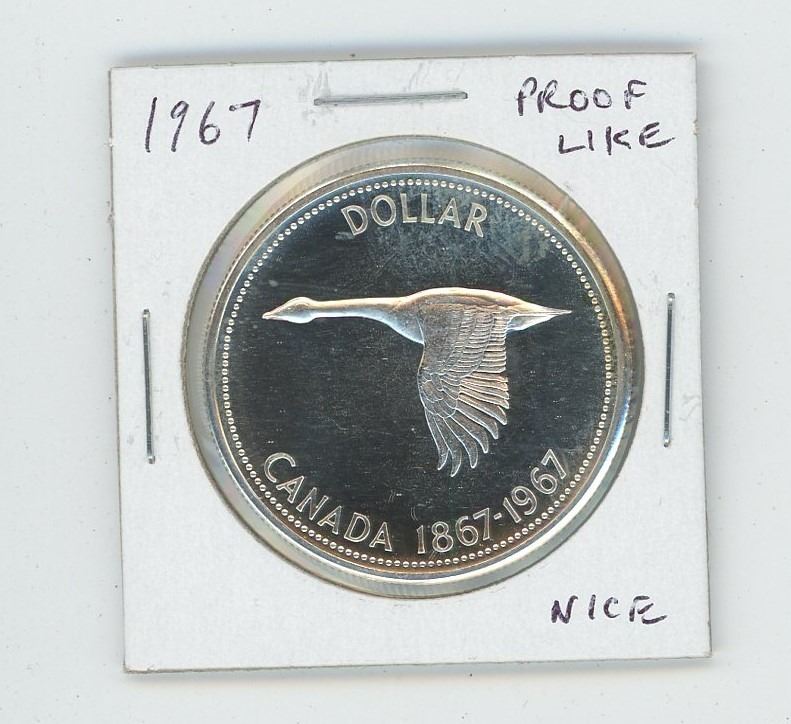 1967
PROOF
LIKE
DOLLAR
CANADA 1867-1967
NICE